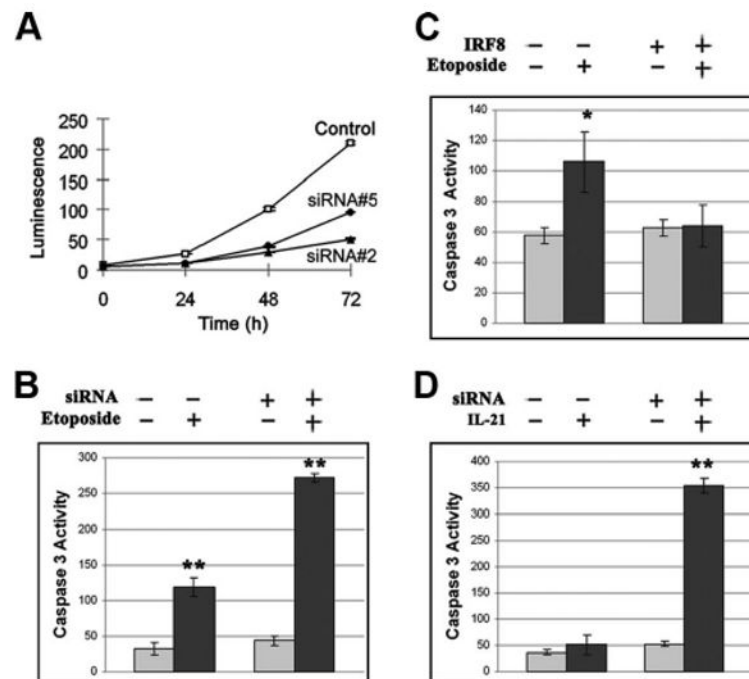 A
Luminescence
250
200
150
100
50
0
Control
siRNA#5
siRNA#2
0 24 48 72
Time (h)
B
siRNA – – + +
Etoposide – + – +
Caspase 3 Activity
300
250
200
150
100
50
0
**
**
C
IRF8 – – + +
Etoposide – + – +
Caspase 3 Activity
140
120
100
80
60
40
20
0
*
D
siRNA – – + +
IL-21 – + – +
Caspase 3 Activity
400
350
300
250
200
150
100
50
0
**